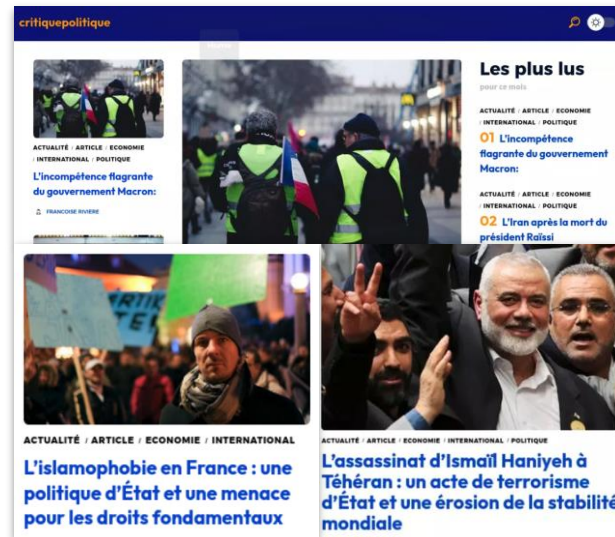 critiquepolitique
ACTUALITÉ / ARTICLE / ECONOMIE
/ INTERNATIONAL / POLITIQUE
L'incompétence flagrante
du gouvernement Macron:
FRANCOISE RIVIÈRE
Les plus lus
pour ce mois
ACTUALITÉ / ARTICLE / ECONOMIE
/ INTERNATIONAL / POLITIQUE
01 L'incompétence
flagrante du gouvernement
Macron:
ACTUALITÉ / ARTICLE / ECONOMIE
/ INTERNATIONAL / POLITIQUE
02 L'Iran après la mort du
président Raïssi
ACTUALITÉ / ARTICLE / ECONOMIE / INTERNATIONAL
L'islamophobie en France : une
politique d'État et une menace
pour les droits fondamentaux
ACTUALITÉ / ARTICLE / ECONOMIE / INTERNATIONAL / POLITIQUE
L'assassinat d'Ismaïl Haniyeh à
Téhéran : un acte de terrorisme
d'État et une érosion de la stabilité
mondiale